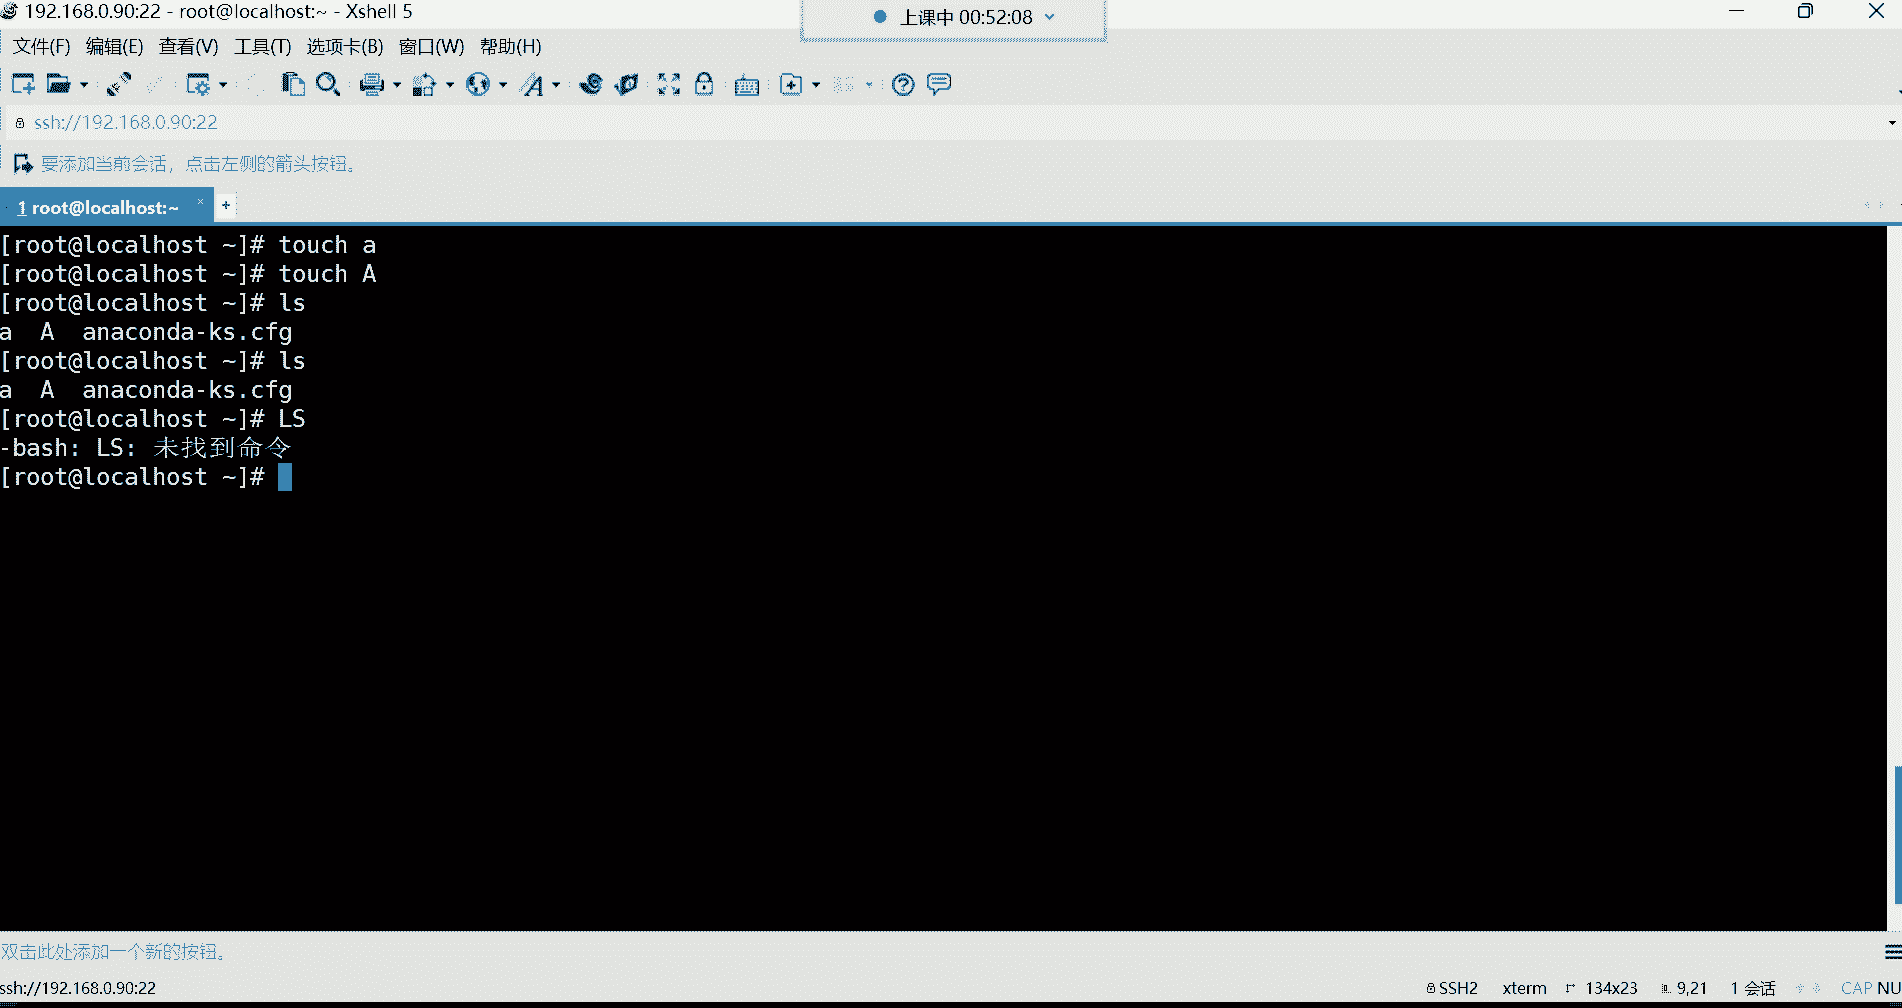 192.168.0.90:22 - root@localhost:~ - Xshell 5
上课中 00:52:08
文件(F) 编辑(E) 查看(V) 工具(T) 选项卡(B) 窗口(W) 帮助(H)
ssh://192.168.0.90:22
要添加当前会话，点击左侧的箭头按钮。
1 root@localhost:~ × +
[root@localhost ~]# touch a
[root@localhost ~]# touch A
[root@localhost ~]# ls
a  A  anaconda-ks.cfg
[root@localhost ~]# ls
a  A  anaconda-ks.cfg
[root@localhost ~]# LS
-bash: LS: 未找到命令
[root@localhost ~]#
双击此处添加一个新的按钮。
ssh://192.168.0.90:22 SSH2 xterm 134x23 9,21 1 会话 CAP NU